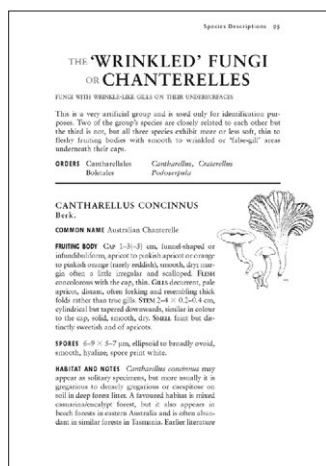 Species Descriptions 95
THE 'WRINKLED' FUNGI
OR CHANTERELLES
FUNGI WITH WRINKLE-LIKE GILLS ON THEIR UNDERSURFACES
This is a very artificial group and is used only for identification pur-
poses. Two of the group's species are closely related to each other but
the third is not, but all three species exhibit more or less soft, thin to
fleshy fruiting bodies with smooth to wrinkled or 'false-gill' areas
underneath their caps.
ORDERS Cantharellales Cantharellus, Craterellus
Boletales Podoserpula
CANTHARELLUS CONCINNUS
Berk.
COMMON NAME Australian Chanterelle
FRUITING BODY CAP 1–3(–5) cm, funnel-shaped or
infundibuliform, apricot to pinkish apricot or orange
to pinkish orange (rarely reddish), smooth, dry; mar-
gin often a little irregular and scalloped. FLESH
concolorous with the cap, thin. GILLS decurrent, pale
apricot, distant, often forking and resembling thick
folds rather than true gills. STEM 2–4 × 0.2–0.4 cm,
cylindrical but tapered downwards, similar in colour
to the cap, solid, smooth, dry. SMELL faint but dis-
tinctly sweetish and of apricots.
SPORES 6–9 × 5–7 μm, ellipsoid to broadly ovoid,
smooth, hyaline; spore print white.
HABITAT AND NOTES Cantharellus concinnus may
appear as solitary specimens, but more usually it is
gregarious to densely gregarious or caespitose on
soil in deep forest litter. A favoured habitat is mixed
casuarina/eucalypt forest, but it also appears in
beech forests in eastern Australia and is often abun-
dant in similar forests in Tasmania. Earlier literature